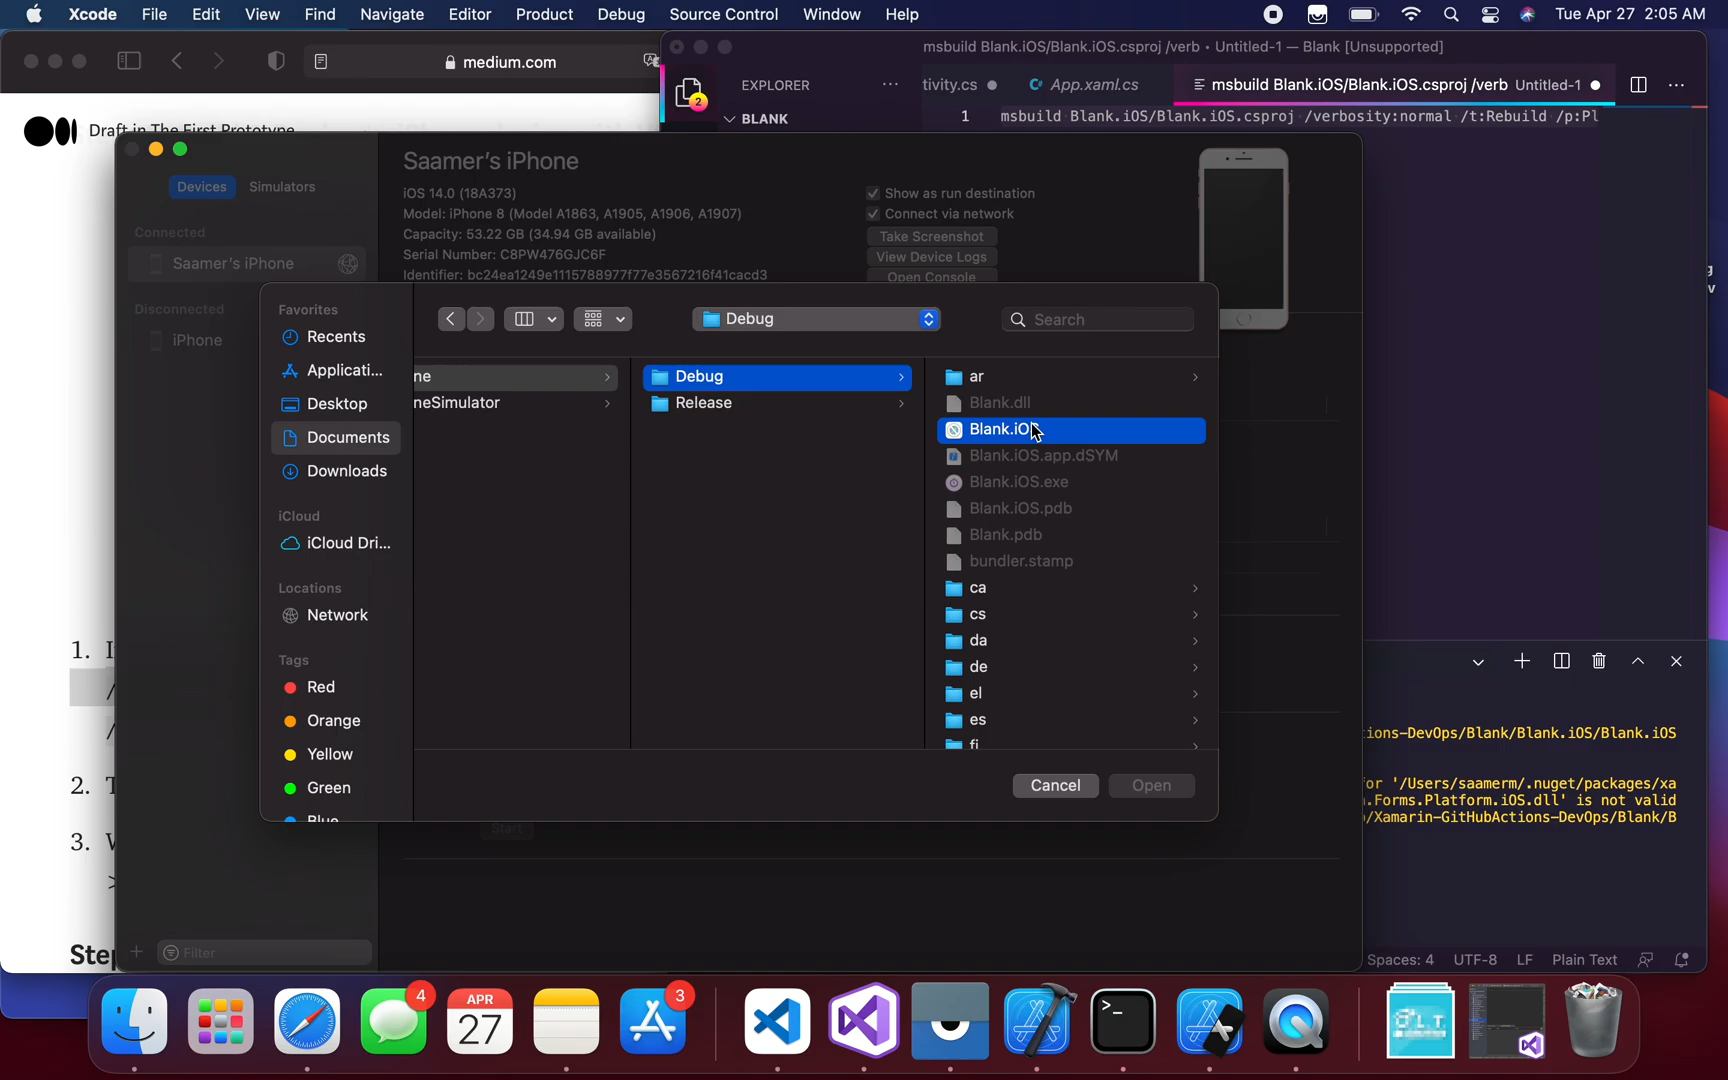 Xcode File Edit View Find Navigate Editor Product Debug Source Control Window Help Tue Apr 27 2:05 AM
medium.com
msbuild Blank.iOS/Blank.iOS.csproj /verb • Untitled-1 — Blank [Unsupported]
EXPLORER
tivity.cs App.xaml.cs msbuild Blank.iOS/Blank.iOS.csproj /verb Untitled-1
2
BLANK
1 msbuild Blank.iOS/Blank.iOS.csproj /verbosity:normal /t:Rebuild /p:Pl
Draft in The First Prototype
Devices Simulators
Connected
Saamer's iPhone
Disconnected
iPhone
Saamer's iPhone
iOS 14.0 (18A373)
Model: iPhone 8 (Model A1863, A1905, A1906, A1907)
Capacity: 53.22 GB (34.94 GB available)
Serial Number: C8PW476GJC6F
Identifier: bc24ea1249e1115788977f77e3567216f41cacd3
Show as run destination
Connect via network
Take Screenshot
View Device Logs
Open Console
Favorites
Recents
Applicati...
Desktop
Documents
Downloads
iCloud
iCloud Dri...
Locations
Network
Tags
Red
Orange
Yellow
Green
Blue
Debug
Search
ne
neSimulator
Debug
Release
ar
Blank.dll
Blank.iOS
Blank.iOS.app.dSYM
Blank.iOS.exe
Blank.iOS.pdb
Blank.pdb
bundler.stamp
ca
cs
da
de
el
es
fi
Cancel Open
Start
Filter
1.
2.
3.
>
Step
ions-DevOps/Blank/Blank.iOS/Blank.iOS
or '/Users/saamerm/.nuget/packages/xa
.Forms.Platform.iOS.dll' is not valid
/Xamarin-GitHubActions-DevOps/Blank/B
Spaces: 4 UTF-8 LF Plain Text
4
APR
27
3